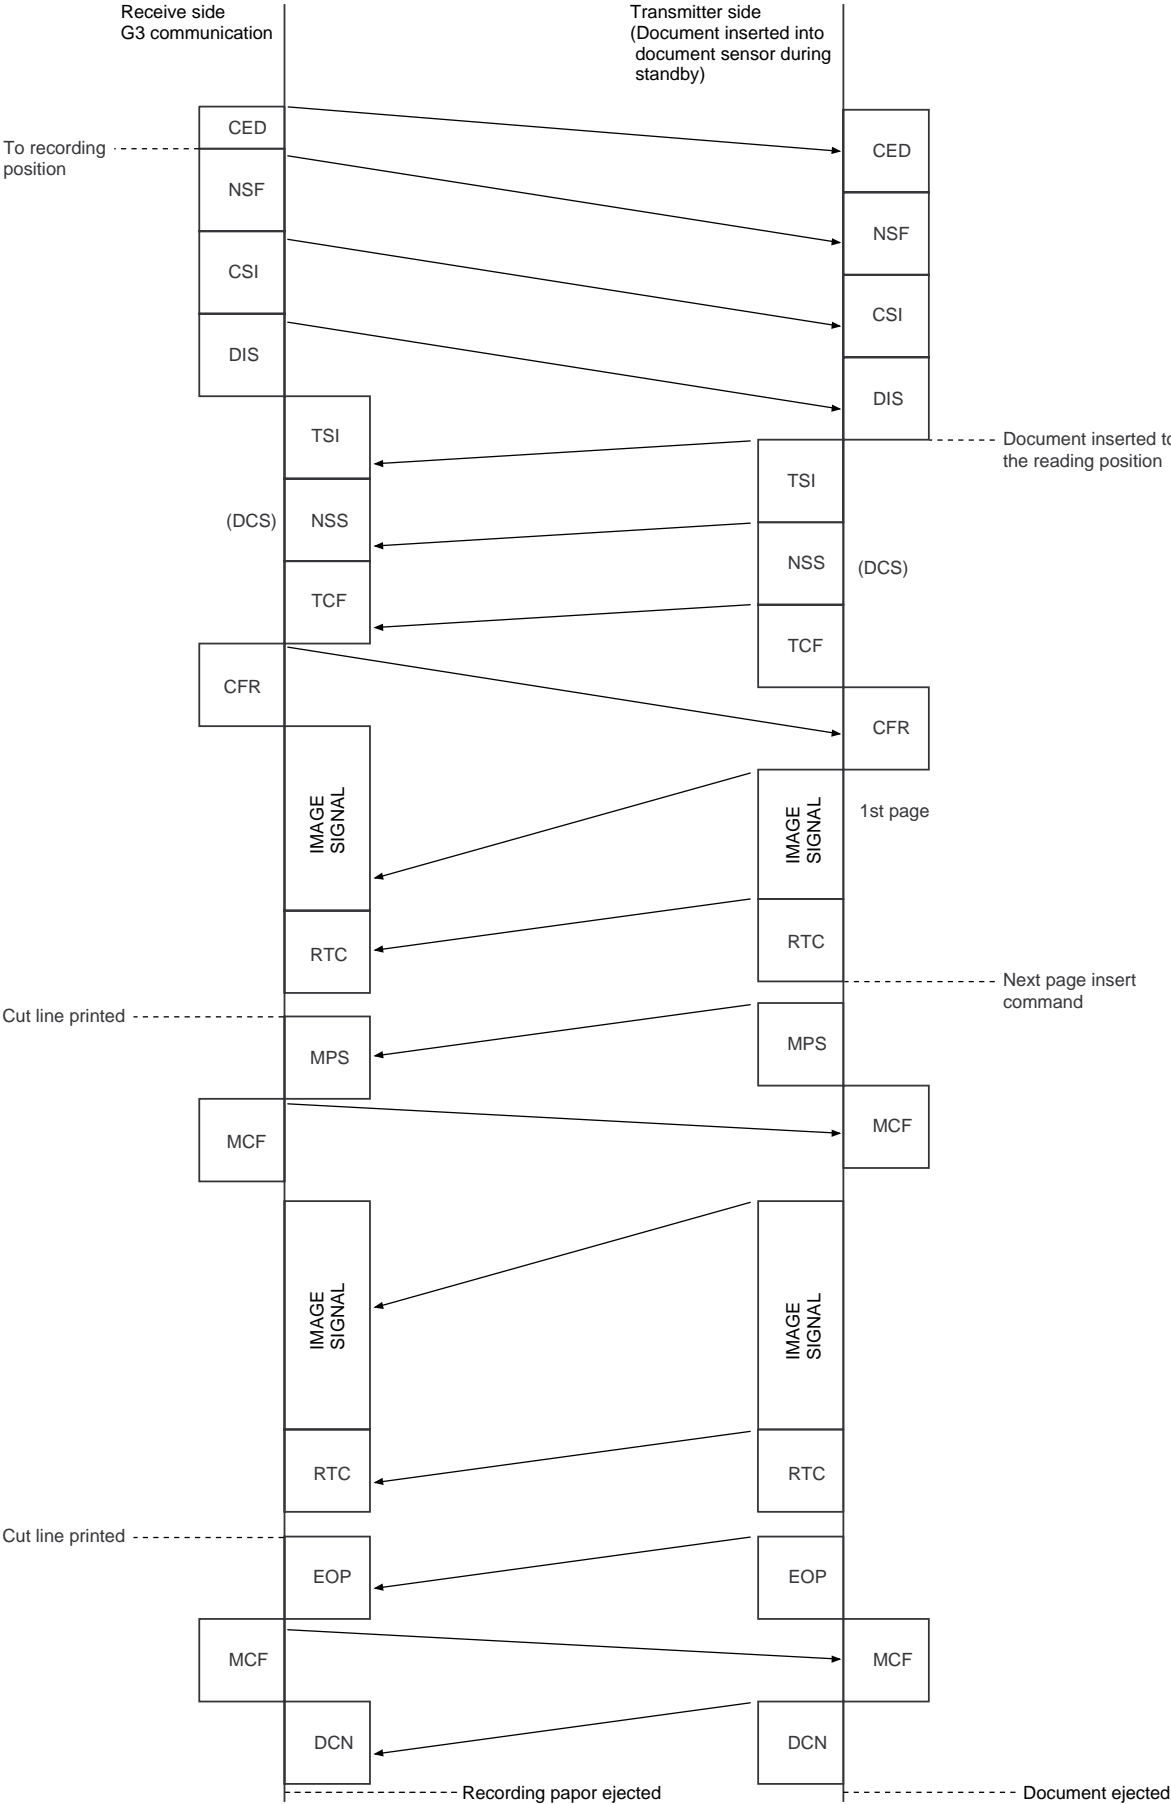 Receive side
G3 communication
Transmitter side
(Document inserted into
document sensor during
standby)
CED
CED
To recording
position
NSF
NSF
CSI
CSI
DIS
DIS
TSI
Document inserted to
the reading position
TSI
(DCS)
NSS
NSS
(DCS)
TCF
TCF
CFR
CFR
IMAGE
SIGNAL
IMAGE
SIGNAL
1st page
RTC
RTC
Next page insert
command
Cut line printed
MPS
MPS
MCF
MCF
IMAGE
SIGNAL
IMAGE
SIGNAL
RTC
RTC
Cut line printed
EOP
EOP
MCF
MCF
DCN
DCN
Recording papor ejected
Document ejected